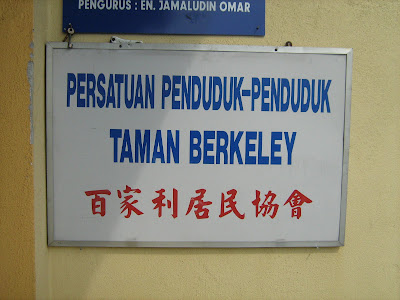 PENGURUS : EN. JAMALUDIN OMAR
PERSATUAN PENDUDUK-PENDUDUK
TAMAN BERKELEY
百家利居民協會